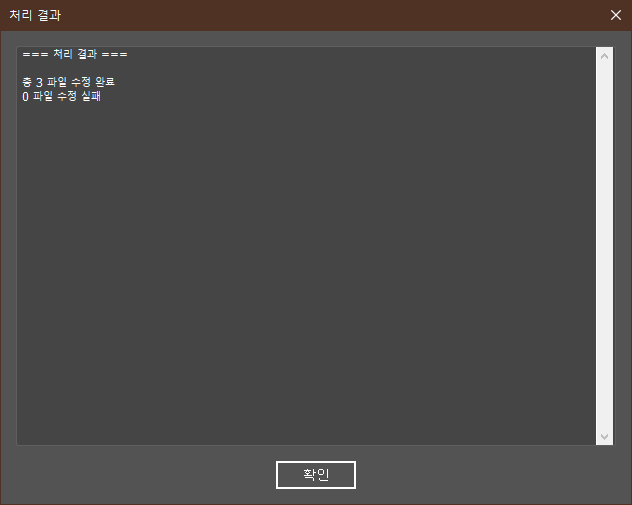 처리 결과
=== 처리 결과 ===
총 3 파일 수정 완료
0 파일 수정 실패
확인